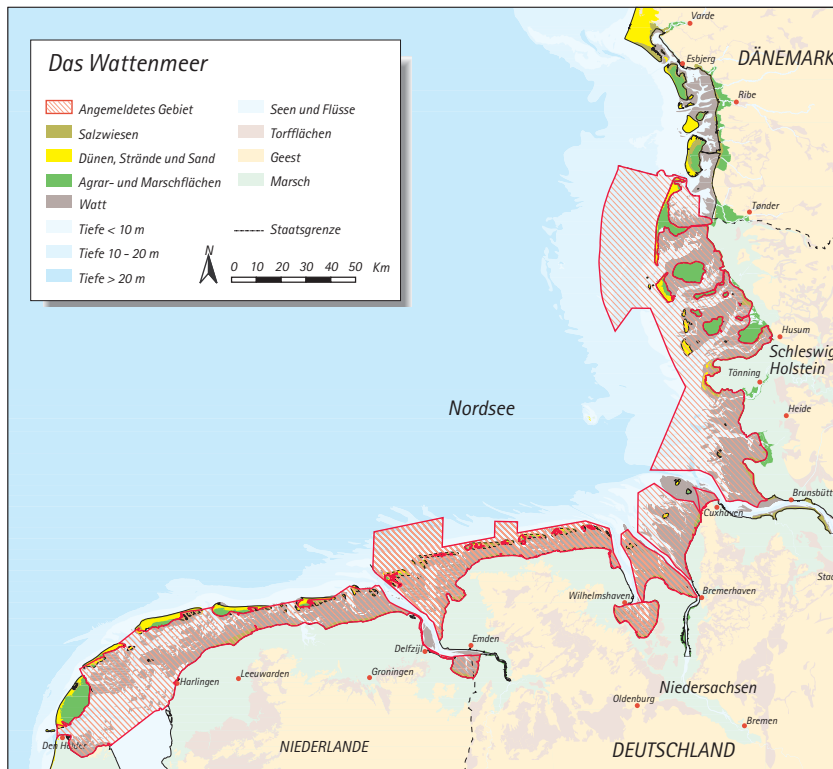 Das Wattenmeer
Angemeldetes Gebiet
Salzwiesen
Dünen, Strände und Sand
Agrar- und Marschflächen
Watt
Tiefe < 10 m
Tiefe 10 - 20 m
Tiefe > 20 m
Seen und Flüsse
Torfflächen
Geest
Marsch
Staatsgrenze
N
0 10 20 30 40 50 Km
Varde
Esbjerg
DÄNEMARK
Ribe
Tønder
Husum
Schleswig
Holstein
Tönning
Heide
Nordsee
Brunsbütt
Cuxhaven
Stad
Wilhelmshaven
Bremerhaven
Emden
Delfzijl
Harlingen
Leeuwarden
Groningen
Niedersachsen
Oldenburg
Bremen
Den Helder
NIEDERLANDE
DEUTSCHLAND